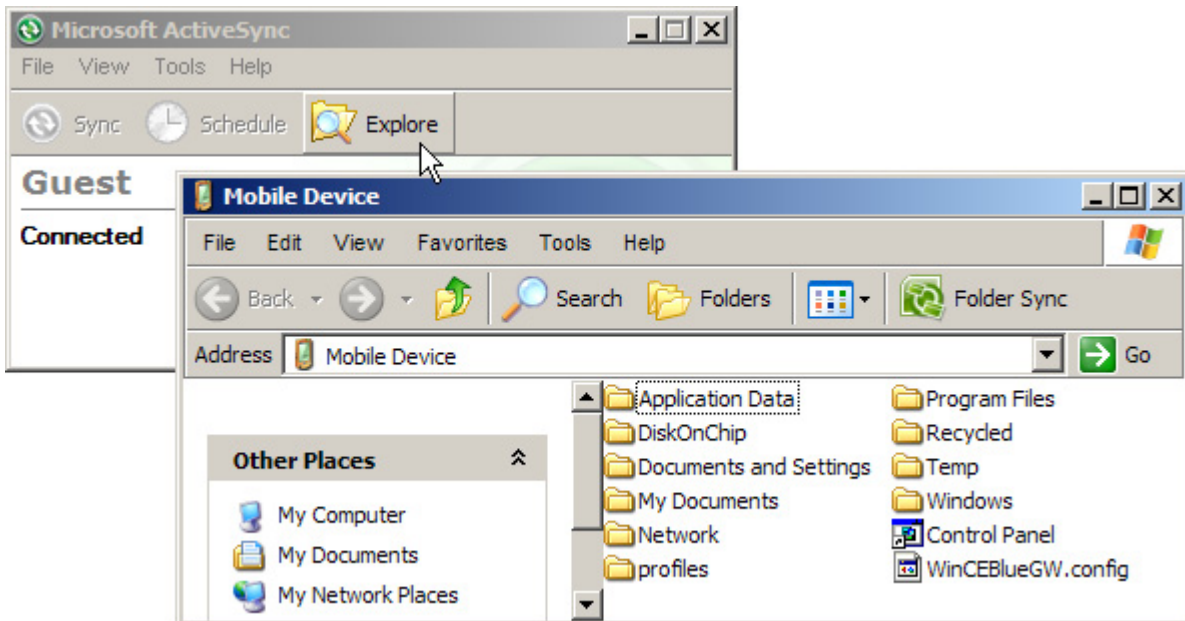 Microsoft ActiveSync
File View Tools Help
Sync Schedule Explore
Guest
Connected
Mobile Device
File Edit View Favorites Tools Help
Back Search Folders Folder Sync
Address Mobile Device Go
Other Places
My Computer
My Documents
My Network Places
Application Data Program Files
DiskOnChip Recycled
Documents and Settings Temp
My Documents Windows
Network Control Panel
profiles WinCEBlueGW.config